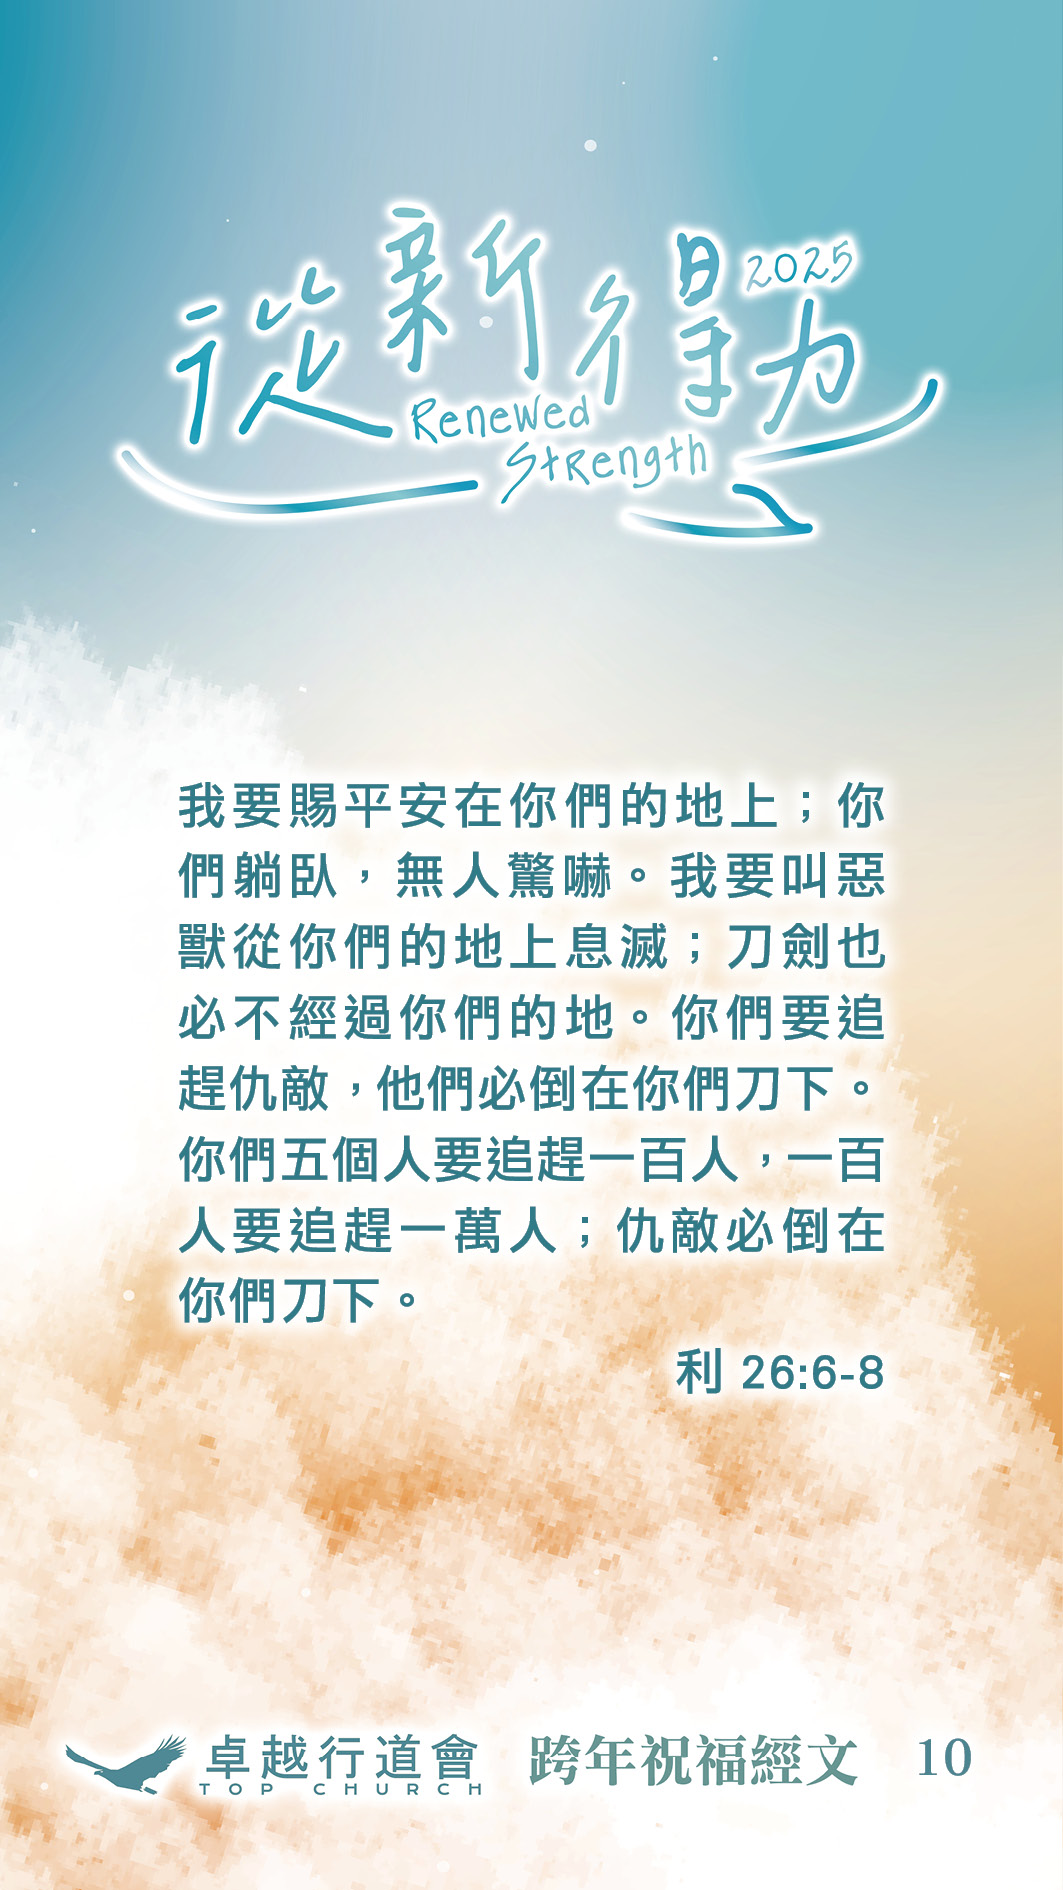 從新得力 2025
Renewed
Strength
我要賜平安在你們的地上；你
們躺臥，無人驚嚇。我要叫惡
獸從你們的地上息滅；刀劍也
必不經過你們的地。你們要追
趕仇敵，他們必倒在你們刀下。
你們五個人要追趕一百人，一百
人要追趕一萬人；仇敵必倒在
你們刀下。
利 26:6-8
卓越行道會 跨年祝福經文 10
TOP CHURCH